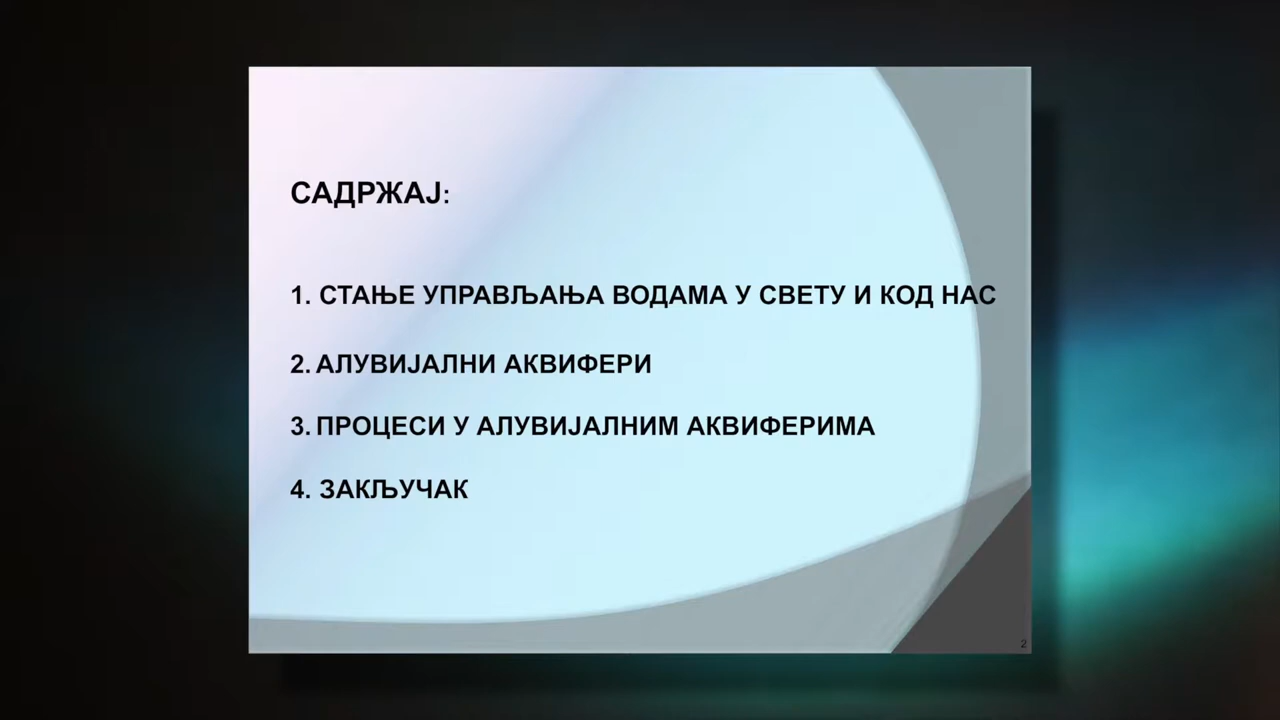 САДРЖАЈ:
1. СТАЊЕ УПРАВЉАЊА ВОДАМА У СВЕТУ И КОД НАС
2. АЛУВИЈАЛНИ АКВИФЕРИ
3. ПРОЦЕСИ У АЛУВИЈАЛНИМ АКВИФЕРИМА
4. ЗАКЉУЧАК
2